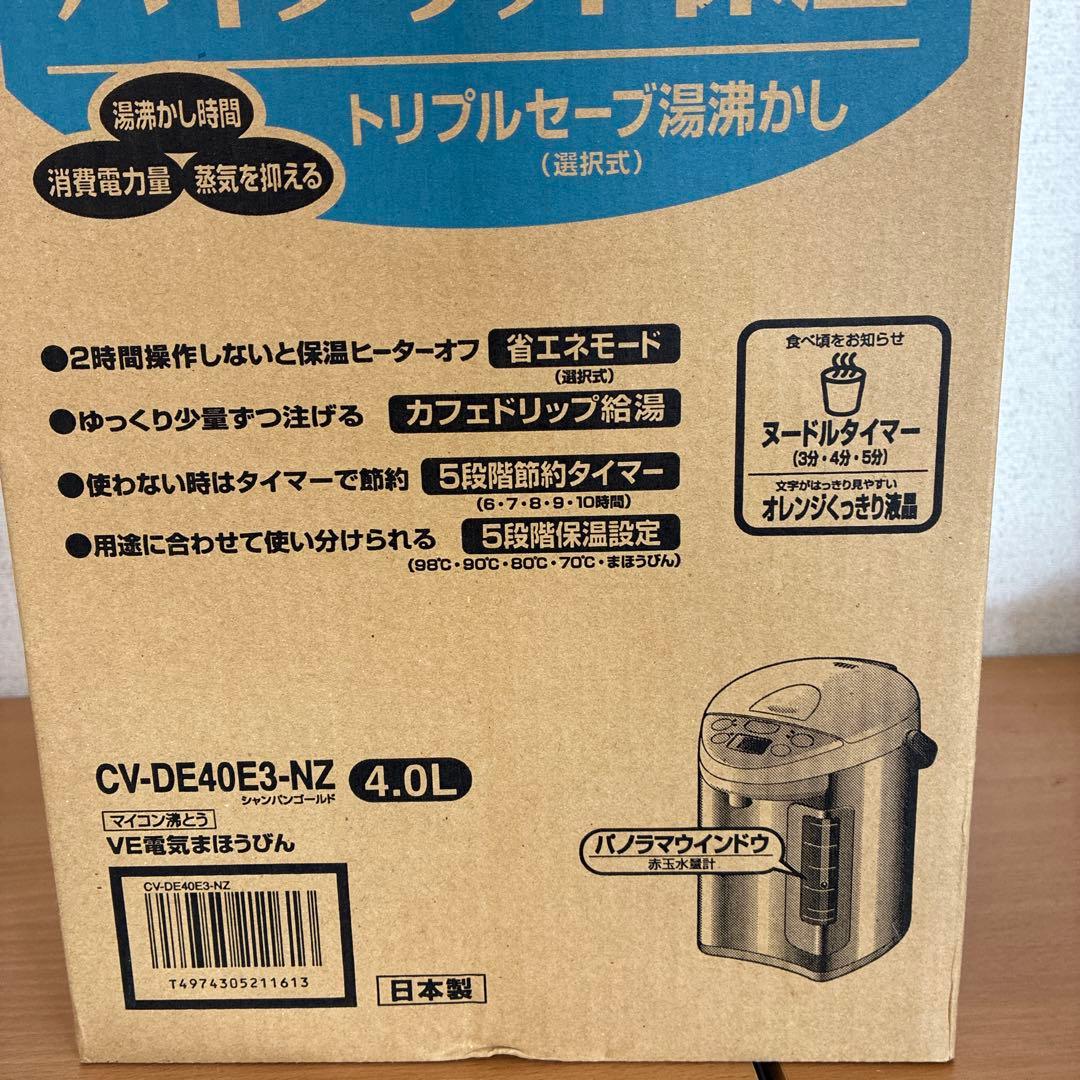 ハイブリッド保温
トリプルセーブ湯沸かし
(選択式)
湯沸かし時間
消費電力量
蒸気を抑える
●2時間操作しないと保温ヒーターオフ 省エネモード
(選択式)
●ゆっくり少量ずつ注げる カフェドリップ給湯
●使わない時はタイマーで節約 5段階節約タイマー
(6・7・8・9・10時間)
●用途に合わせて使い分けられる 5段階保温設定
(98℃・90℃・80℃・70℃・まほうびん)
食べ頃をお知らせ
ヌードルタイマー
(3分・4分・5分)
文字がはっきり見やすい
オレンジくっきり液晶
CV-DE40E3-NZ 4.0L
シャンパンゴールド
マイコン沸とう
VE電気まほうびん
CV-DE40E3-NZ
T4974305211613
日本製
パノラマウインドウ
赤玉水量計